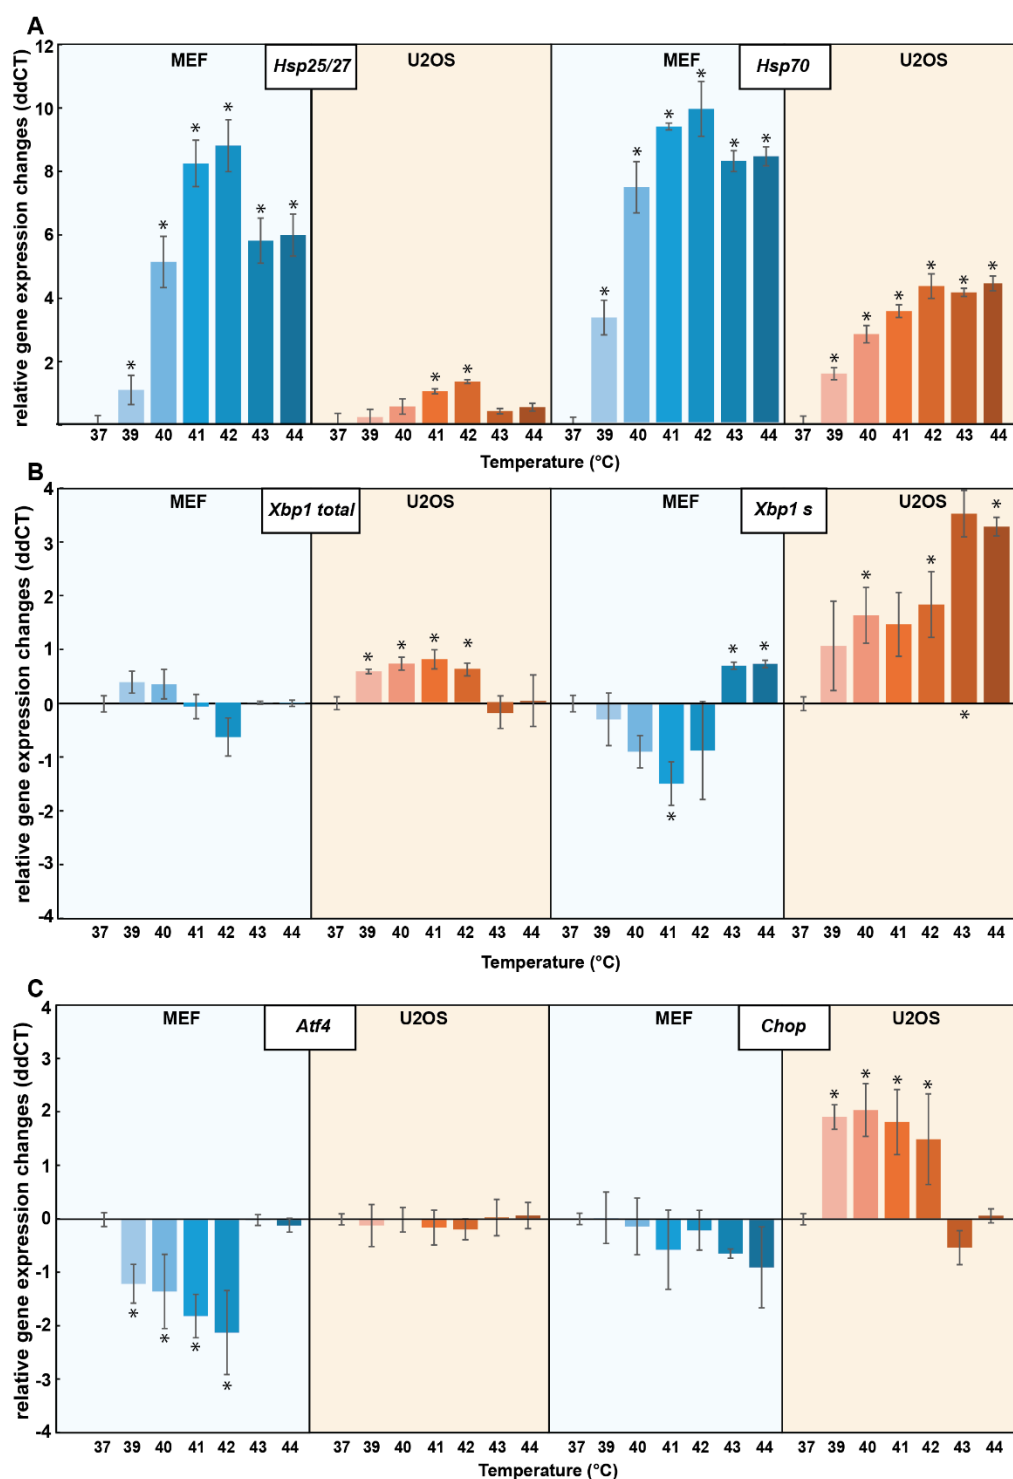 A
relative gene expression changes (ddCT)
12
10
8
6
4
2
MEF
Hsp25/27
U2OS
MEF
Hsp70
U2OS
* * * * * *
* *
* * * * * *
* * * * * *
37 39 40 41 42 43 44 37 39 40 41 42 43 44 37 39 40 41 42 43 44 37 39 40 41 42 43 44
Temperature (°C)
B
relative gene expression changes (ddCT)
4
3
2
1
0
-1
-2
-3
-4
MEF
Xbp1 total
U2OS
MEF
Xbp1 s
U2OS
* * * *
* * *
* * * *
37 39 40 41 42 43 44 37 39 40 41 42 43 44 37 39 40 41 42 43 44 37 39 40 41 42 43 44
Temperature (°C)
C
relative gene expression changes (ddCT)
4
3
2
1
0
-1
-2
-3
-4
MEF
Atf4
U2OS
MEF
Chop
U2OS
* * * *
* * * *
37 39 40 41 42 43 44 37 39 40 41 42 43 44 37 39 40 41 42 43 44 37 39 40 41 42 43 44
Temperature (°C)